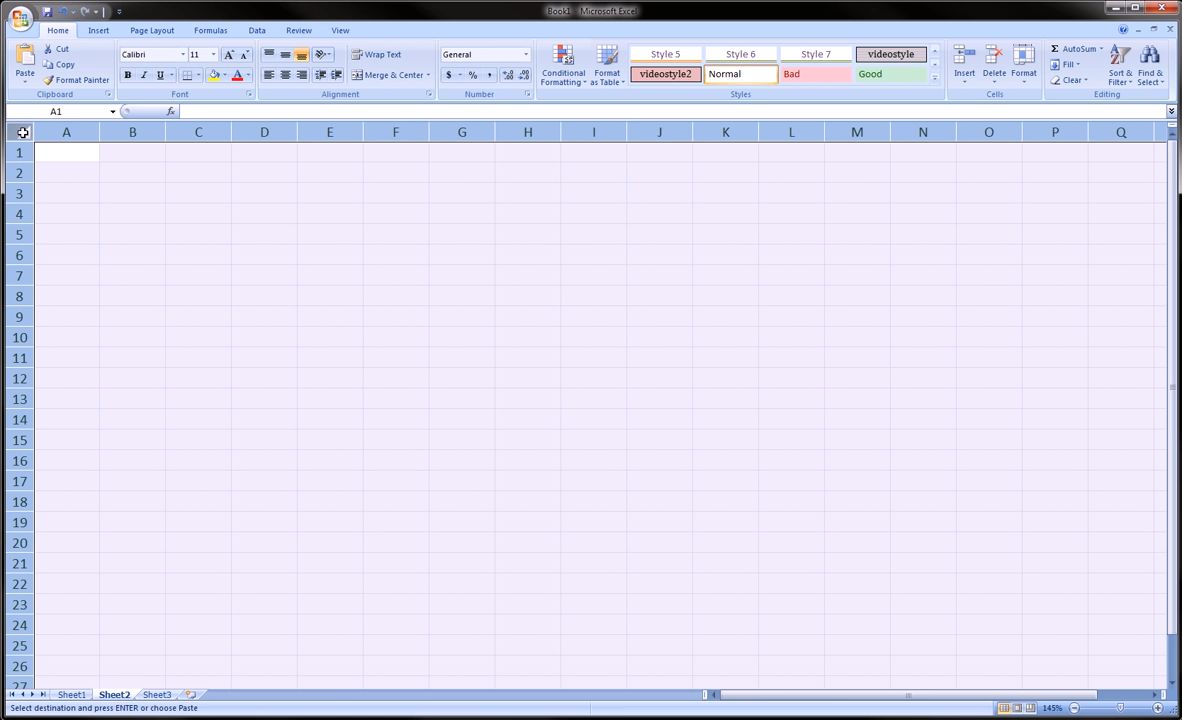 Book1 - Microsoft Excel
Home Insert Page Layout Formulas Data Review View
Paste
Cut
Copy
Format Painter
Clipboard
Calibri 11
B I U
Font
Wrap Text
Merge & Center
Alignment
General
$ % ,
Number
Conditional Formatting
Format as Table
Style 5 Style 6 Style 7 videostyle
videostyle2 Normal Bad Good
Styles
Insert Delete Format
Cells
Σ AutoSum
Fill
Clear
Sort & Filter
Find & Select
Editing
A1 fx
A B C D E F G H I J K L M N O P Q
1
2
3
4
5
6
7
8
9
10
11
12
13
14
15
16
17
18
19
20
21
22
23
24
25
26
27
Sheet1 Sheet2 Sheet3
Select destination and press ENTER or choose Paste 145%